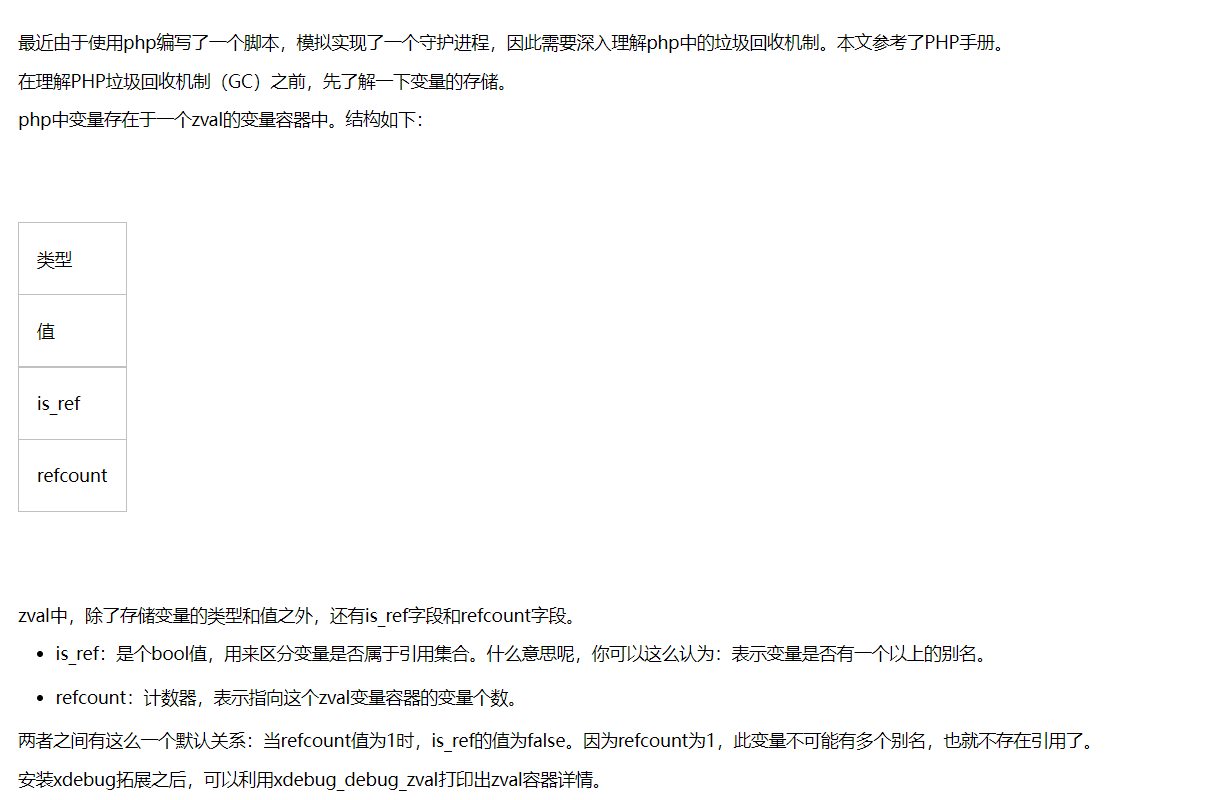 最近由于使用php编写了一个脚本，模拟实现了一个守护进程，因此需要深入理解php中的垃圾回收机制。本文参考了PHP手册。
在理解PHP垃圾回收机制（GC）之前，先了解一下变量的存储。
php中变量存在于一个zval的变量容器中。结构如下：
类型
值
is_ref
refcount
zval中，除了存储变量的类型和值之外，还有is_ref字段和refcount字段。
• is_ref：是个bool值，用来区分变量是否属于引用集合。什么意思呢，你可以这么认为：表示变量是否有一个以上的别名。
• refcount：计数器，表示指向这个zval变量容器的变量个数。
两者之间有这么一个默认关系：当refcount值为1时，is_ref的值为false。因为refcount为1，此变量不可能有多个别名，也就不存在引用了。
安装xdebug拓展之后，可以利用xdebug_debug_zval打印出zval容器详情。